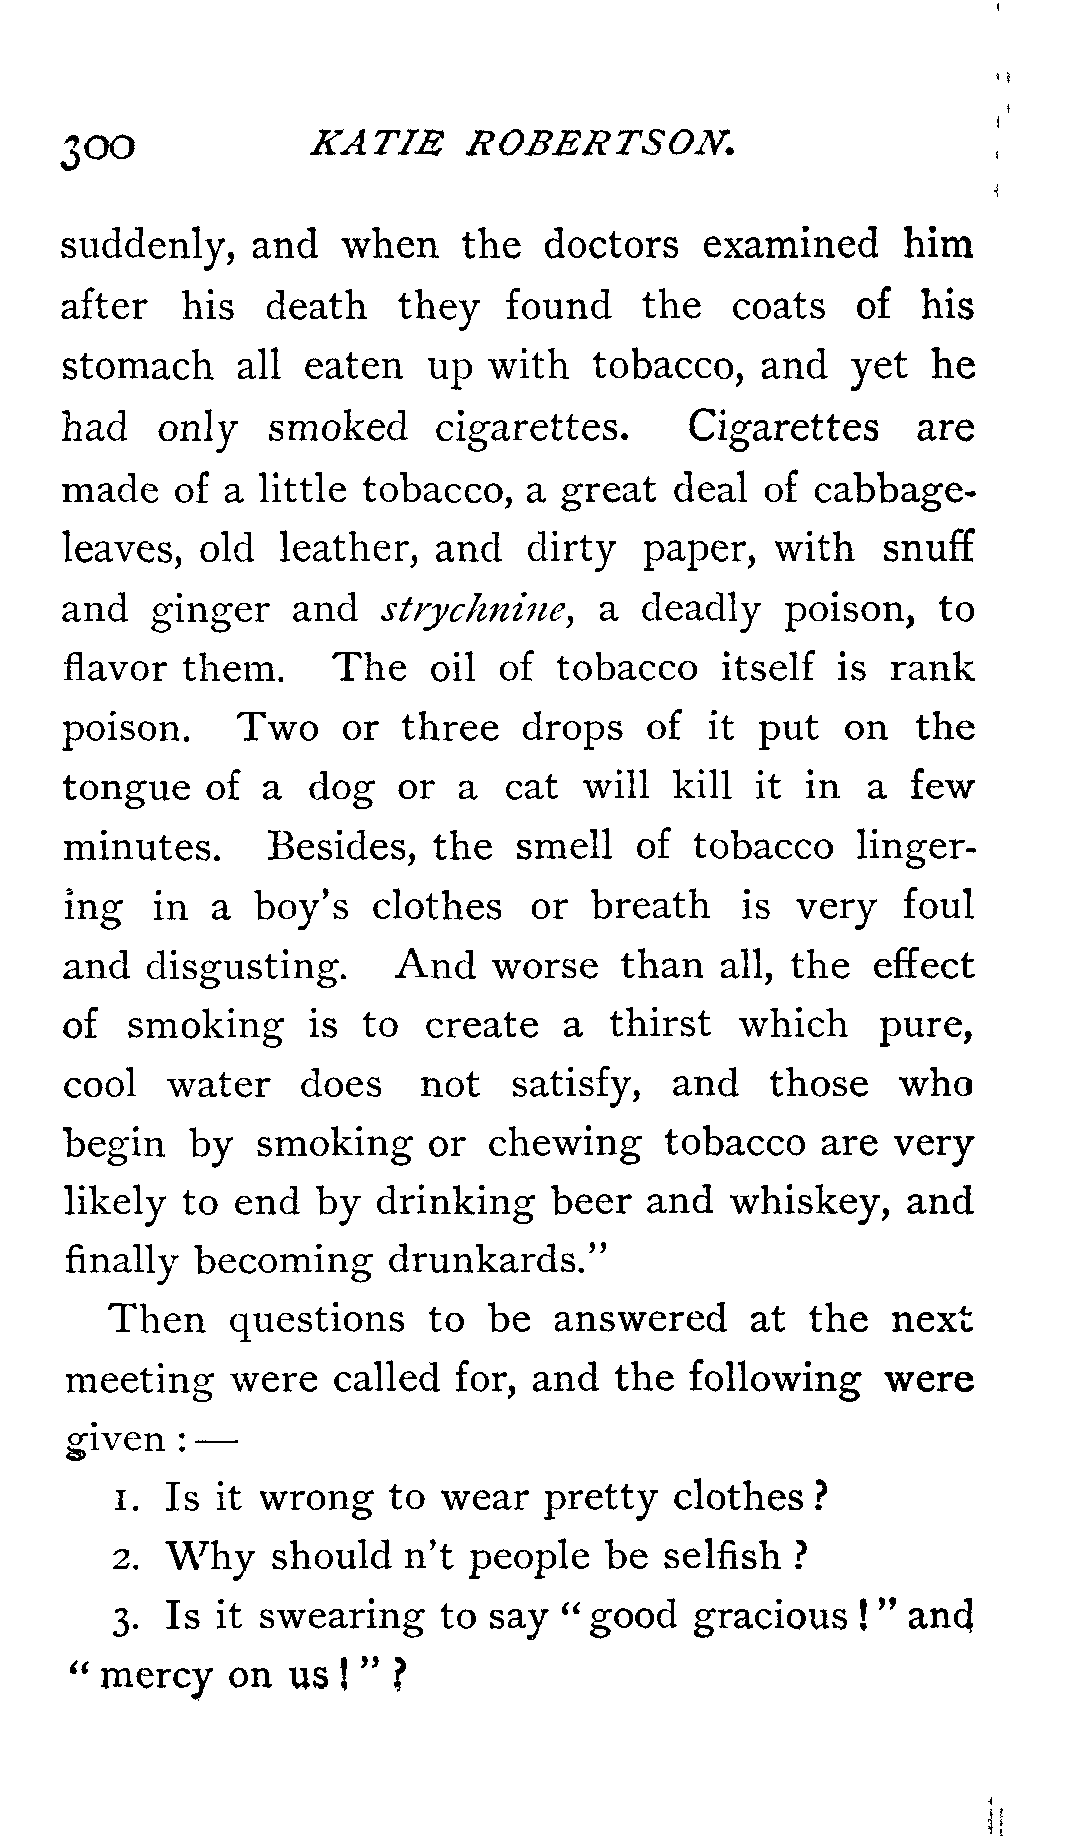 300 KATIE ROBERTSON.
suddenly, and when the doctors examined him
after his death they found the coats of his
stomach all eaten up with tobacco, and yet he
had only smoked cigarettes. Cigarettes are
made of a little tobacco, a great deal of cabbage-
leaves, old leather, and dirty paper, with snuff
and ginger and strychnine, a deadly poison, to
flavor them. The oil of tobacco itself is rank
poison. Two or three drops of it put on the
tongue of a dog or a cat will kill it in a few
minutes. Besides, the smell of tobacco linger-
ing in a boy's clothes or breath is very foul
and disgusting. And worse than all, the effect
of smoking is to create a thirst which pure,
cool water does not satisfy, and those who
begin by smoking or chewing tobacco are very
likely to end by drinking beer and whiskey, and
finally becoming drunkards."
Then questions to be answered at the next
meeting were called for, and the following were
given : —
1. Is it wrong to wear pretty clothes ?
2. Why should n't people be selfish ?
3. Is it swearing to say " good gracious ! " and
" mercy on us ! " ?